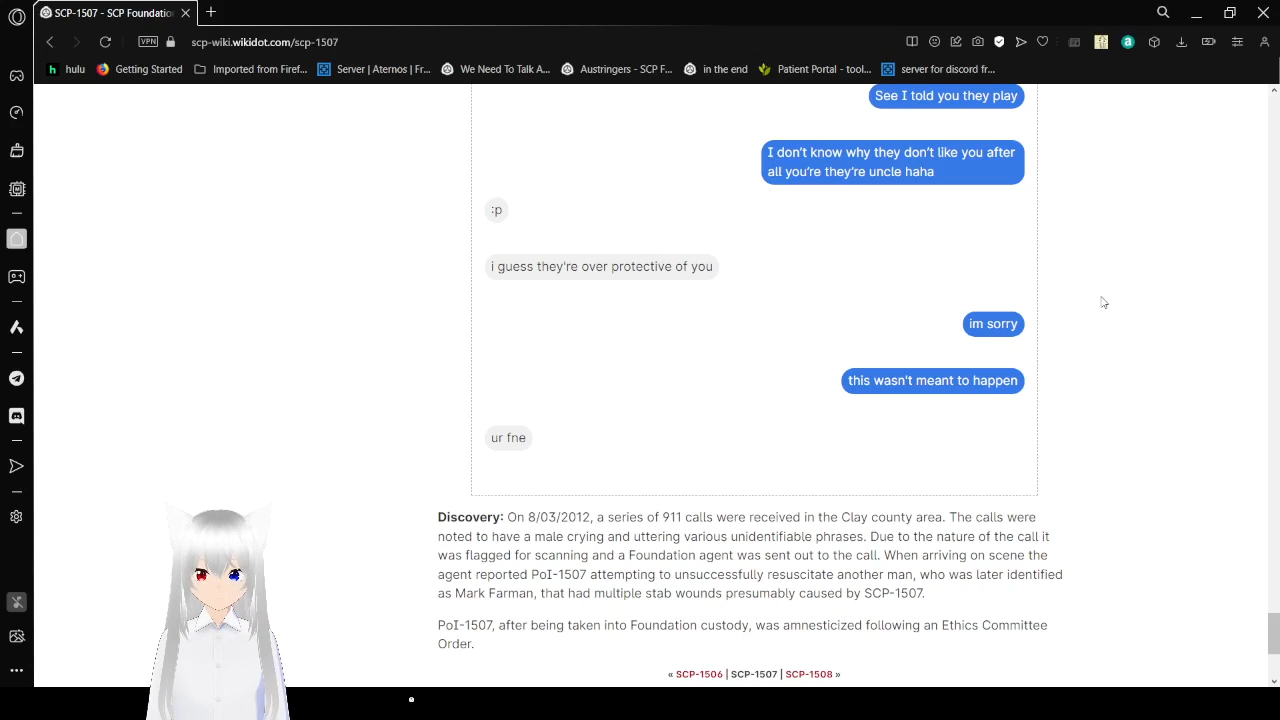 SCP-1507 - SCP Foundatio
scp-wiki.wikidot.com/scp-1507
VPN
hulu
Getting Started
Imported from Firef...
Server | Aternos | Fr...
We Need To Talk A...
Austringers - SCP F...
in the end
Patient Portal - tool...
server for discord fr...
See I told you they play
I don't know why they don't like you after
all you're they're uncle haha
:p
i guess they're over protective of you
im sorry
this wasn't meant to happen
ur fne
Discovery: On 8/03/2012, a series of 911 calls were received in the Clay county area. The calls were
noted to have a male crying and uttering various unidentifiable phrases. Due to the nature of the call it
was flagged for scanning and a Foundation agent was sent out to the call. When arriving on scene the
agent reported PoI-1507 attempting to unsuccessfully resuscitate another man, who was later identified
as Mark Farman, that had multiple stab wounds presumably caused by SCP-1507.
PoI-1507, after being taken into Foundation custody, was amnesticized following an Ethics Committee
Order.
« SCP-1506 | SCP-1507 | SCP-1508 »